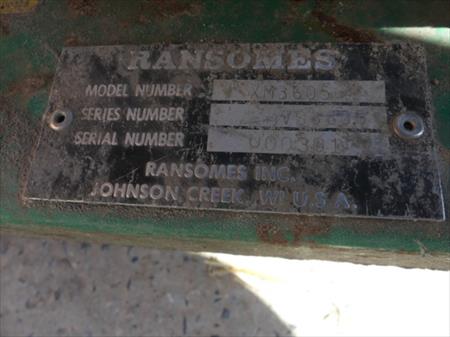 RANSOMES
MODEL NUMBER
SERIES NUMBER
SERIAL NUMBER
RANSOMES INC.
JOHNSON CREEK, WI U.S.A.